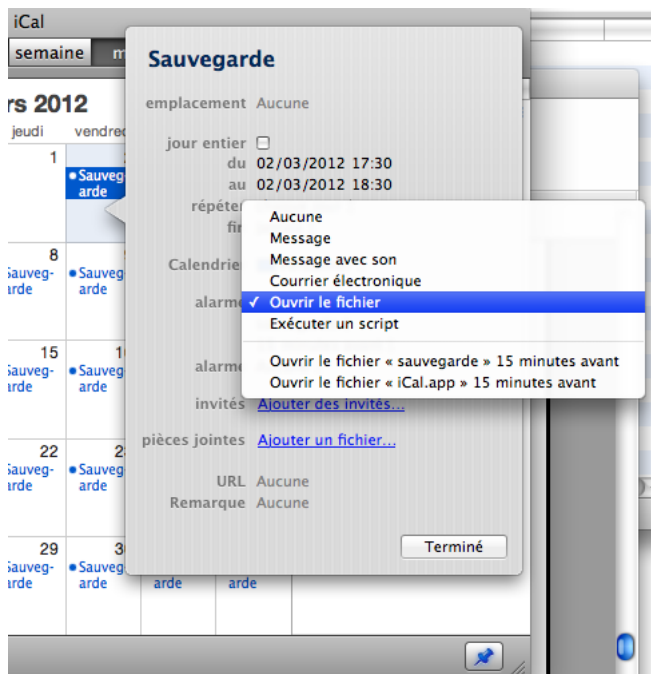 iCal
semaine
Sauvegarde
2012
jeudi
emplacement Aucune
jour entier
1
du 02/03/2012 17:30
Sauveg-
arde
au 02/03/2012 18:30
répéter
Aucune
Message
Message avec son
8
Calendrier
Courrier électronique
Sauveg-
arde
Sauveg
arde
alarme
✓ Ouvrir le fichier
Exécuter un script
15
Sauveg-
arde
Sauveg
arde
alarme
Ouvrir le fichier « sauvegarde » 15 minutes avant
Ouvrir le fichier « iCal.app » 15 minutes avant
invités Ajouter des invités...
pièces jointes Ajouter un fichier...
22
Sauveg-
arde
Sauveg
arde
URL Aucune
Remarque Aucune
29
Terminé
Sauveg-
arde
Sauveg
arde
arde
arde